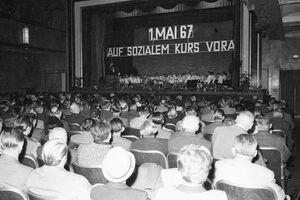 1. MAI 67
AUF SOZIALEM KURS VORA